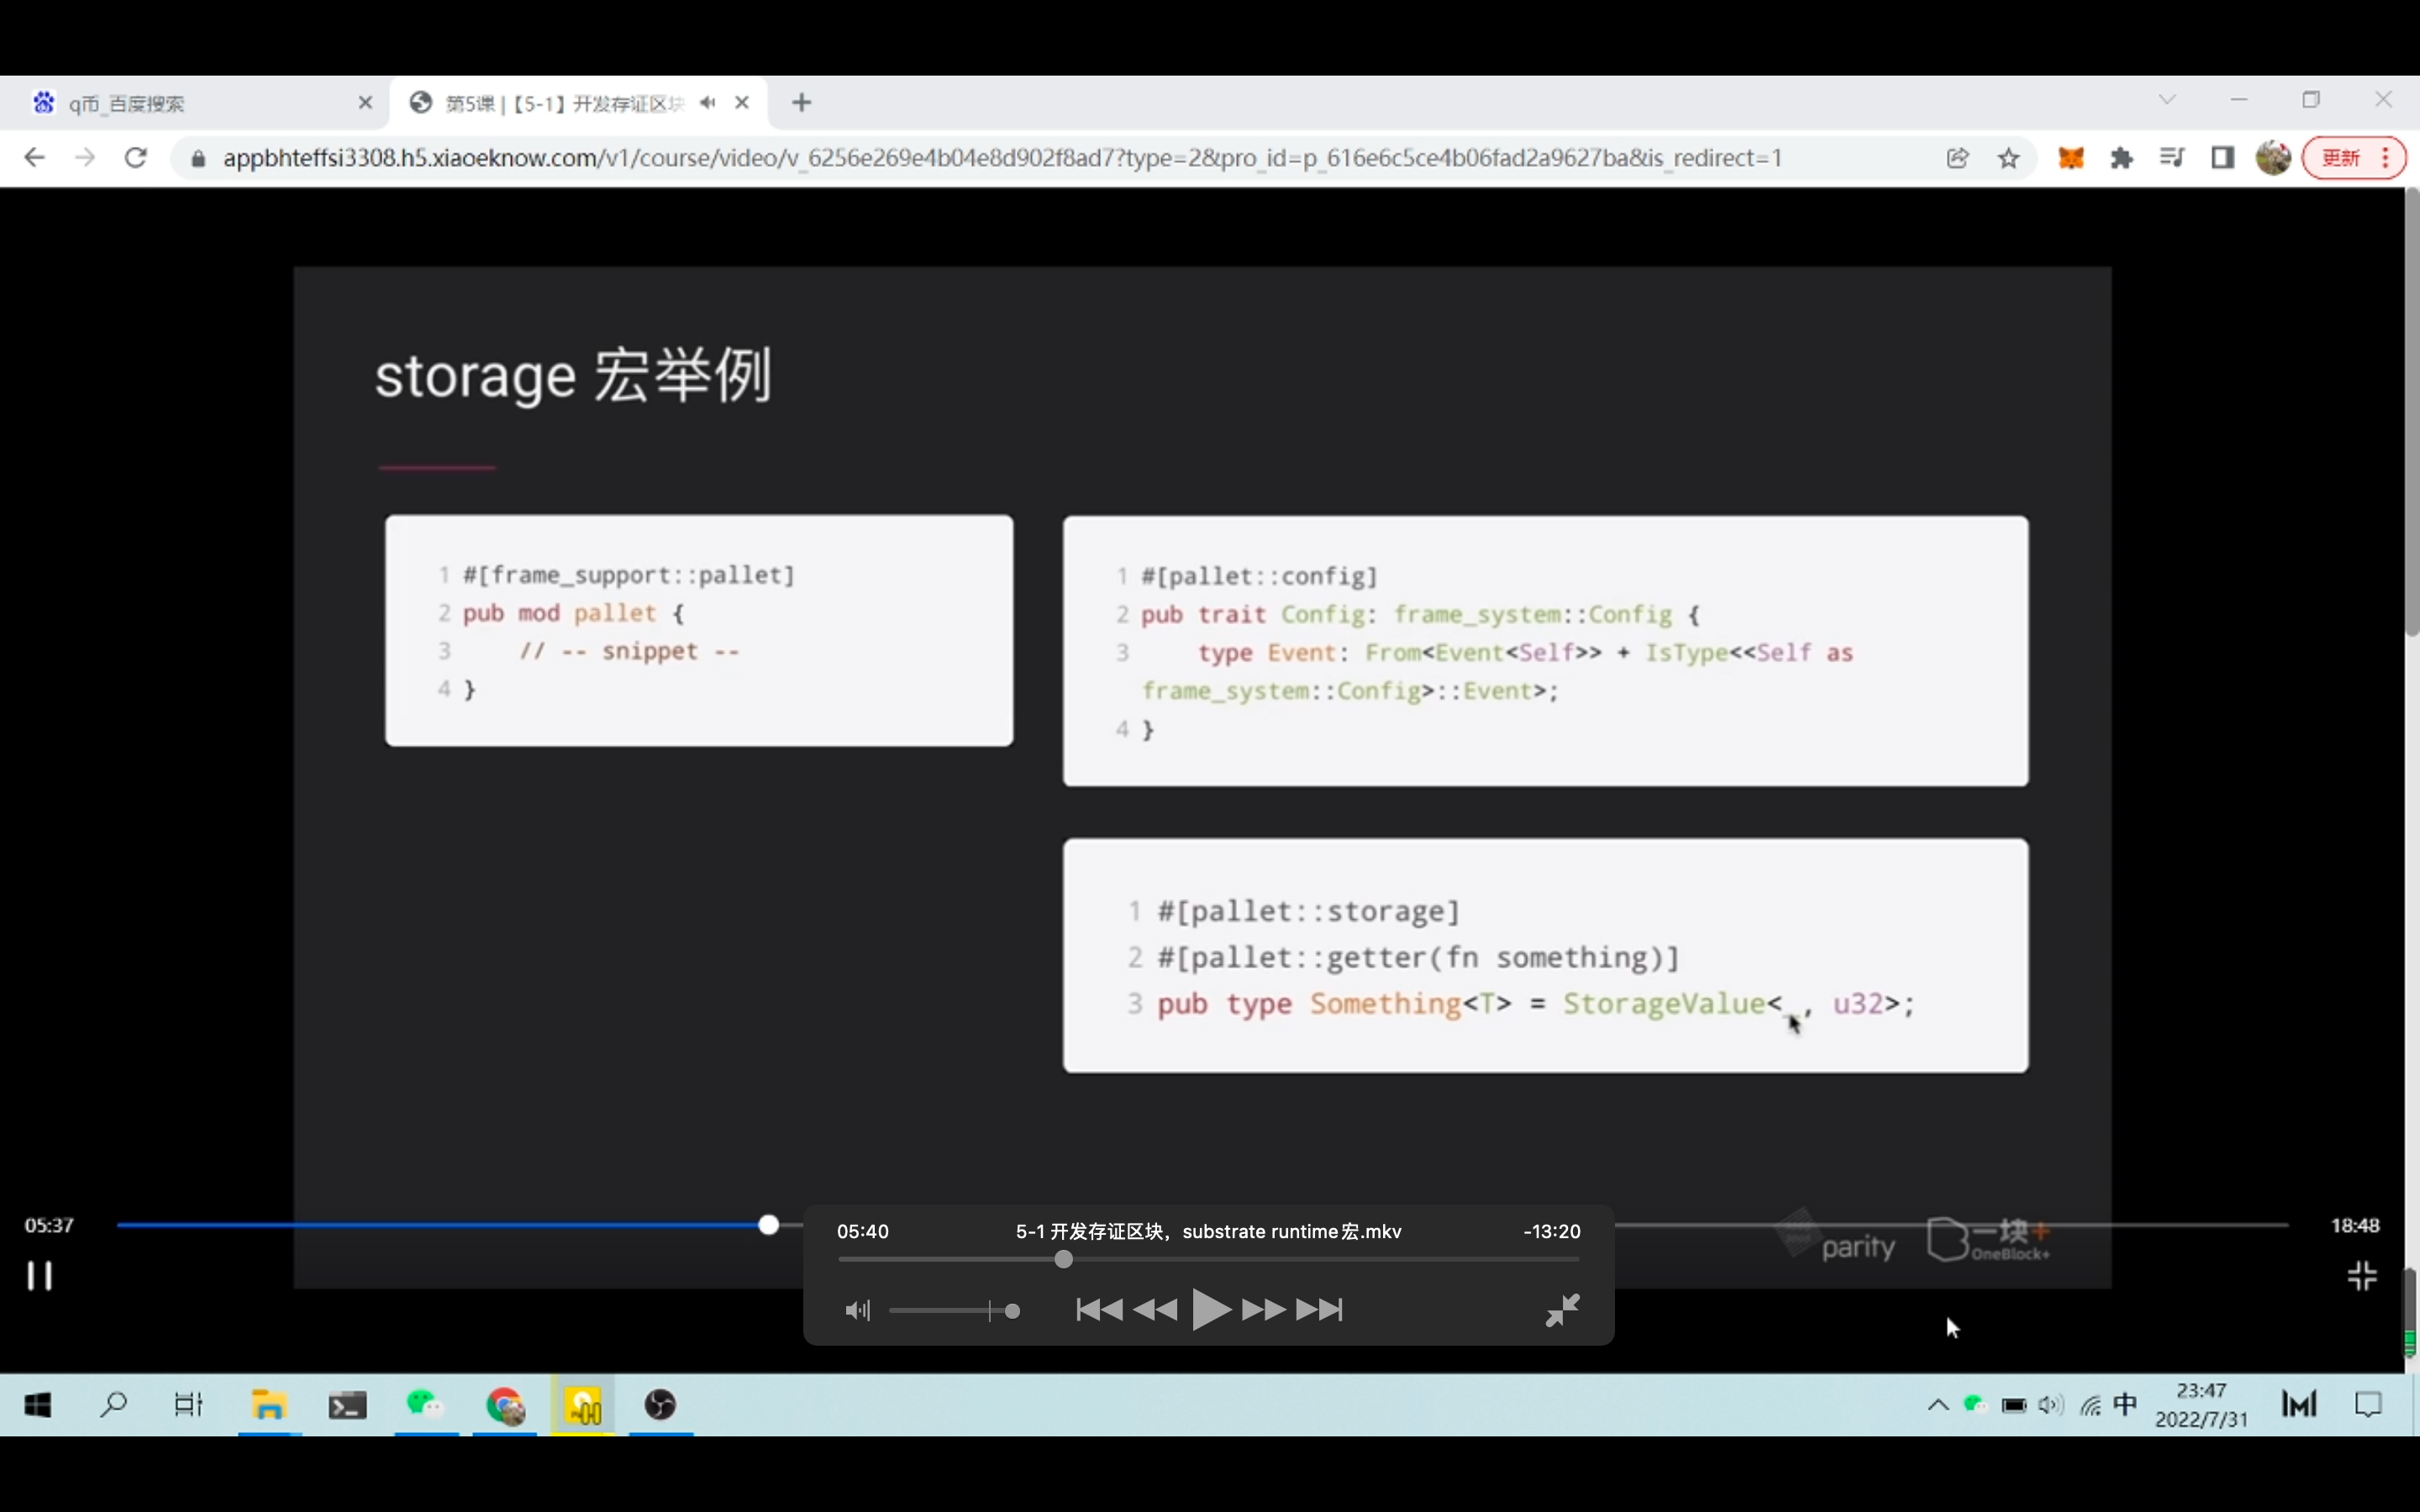 q币_百度搜索
第5课 | 【5-1】开发存证区块
appbhteffsi3308.h5.xiaoeknow.com/v1/course/video/v_6256e269e4b04e8d902f8ad7?type=2&pro_id=p_616e6c5ce4b06fad2a9627ba&is_redirect=1
更新
storage 宏举例
1 #[frame_support::pallet]
2 pub mod pallet {
3     // -- snippet --
4 }
1 #[pallet::config]
2 pub trait Config: frame_system::Config {
3     type Event: From<Event<Self>> + IsType<<Self as
frame_system::Config>::Event>;
4 }
1 #[pallet::storage]
2 #[pallet::getter(fn something)]
3 pub type Something<T> = StorageValue<_, u32>;
05:37
18:48
05:40
5-1 开发存证区块，substrate runtime宏.mkv
-13:20
parity
一块+
OneBlock+
中
23:47
2022/7/31